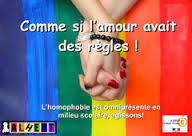 Comme si l'amour avait
des règles !
L'homophobie est omniprésente en
milieu scolaire, agissons!